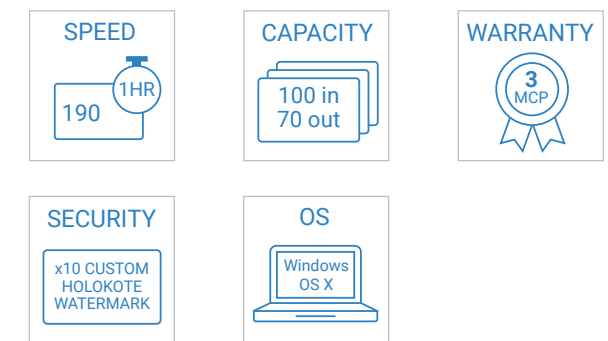 SPEED
1HR
190
CAPACITY
100 in
70 out
WARRANTY
3
MCP
SECURITY
x10 CUSTOM
HOLOKOTE
WATERMARK
OS
Windows
OS X